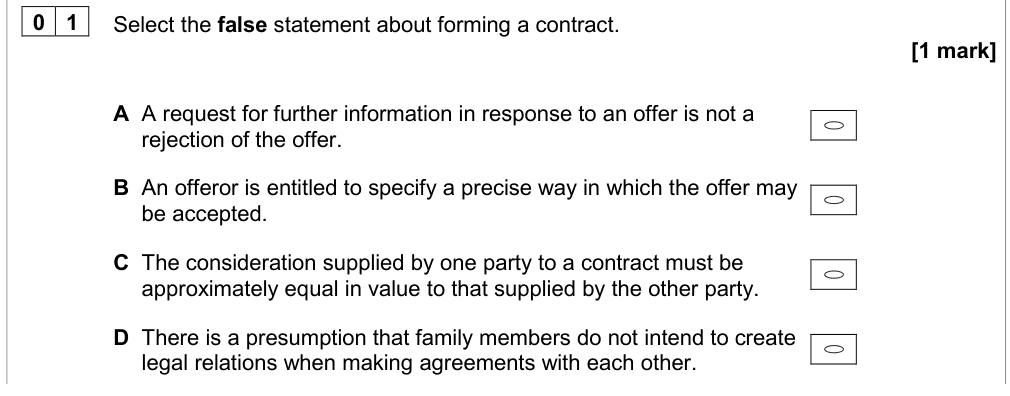 0 1 Select the false statement about forming a contract.
[1 mark]
A A request for further information in response to an offer is not a
rejection of the offer.
B An offeror is entitled to specify a precise way in which the offer may
be accepted.
C The consideration supplied by one party to a contract must be
approximately equal in value to that supplied by the other party.
D There is a presumption that family members do not intend to create
legal relations when making agreements with each other.